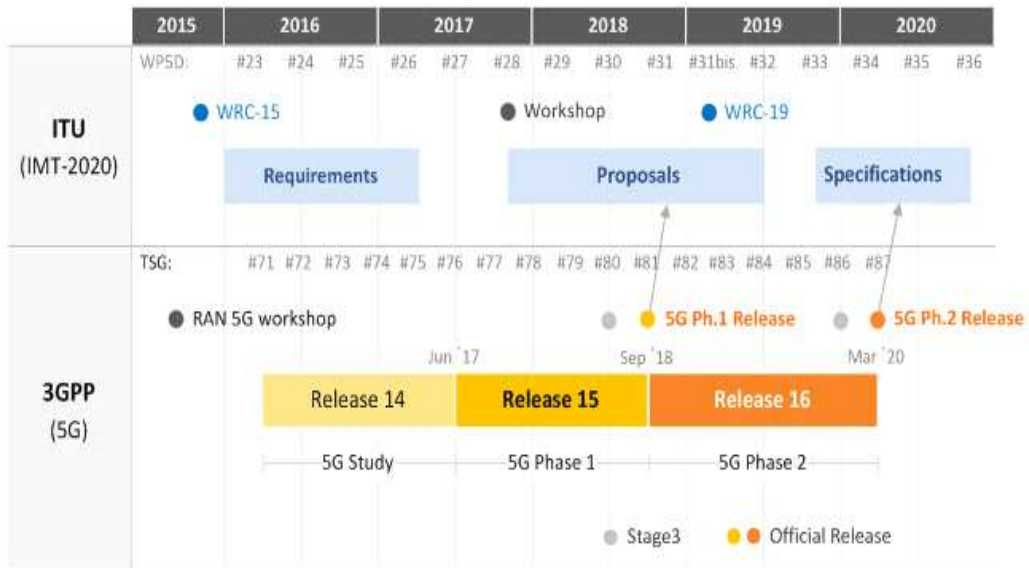 2015 2016 2017 2018 2019 2020
WP5D: #23 #24 #25 #26 #27 #28 #29 #30 #31 #31bis #32 #33 #34 #35 #36
WRC-15 Workshop WRC-19
ITU
(IMT-2020)
Requirements Proposals Specifications
TSG: #71 #72 #73 #74 #75 #76 #77 #78 #79 #80 #81 #82 #83 #84 #85 #86 #87
RAN 5G workshop 5G Ph.1 Release 5G Ph.2 Release
Jun `17 Sep `18 Mar `20
3GPP
(5G)
Release 14 Release 15 Release 16
5G Study 5G Phase 1 5G Phase 2
Stage3 Official Release